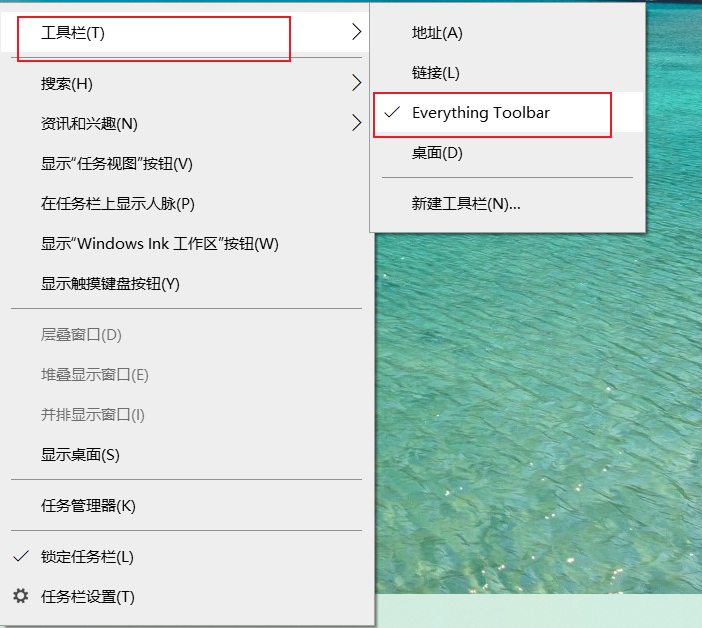 工具栏(T)
搜索(H)
资讯和兴趣(N)
显示“任务视图”按钮(V)
在任务栏上显示人脉(P)
显示“Windows Ink 工作区”按钮(W)
显示触摸键盘按钮(Y)
层叠窗口(D)
堆叠显示窗口(E)
并排显示窗口(I)
显示桌面(S)
任务管理器(K)
锁定任务栏(L)
任务栏设置(T)
地址(A)
链接(L)
Everything Toolbar
桌面(D)
新建工具栏(N)...